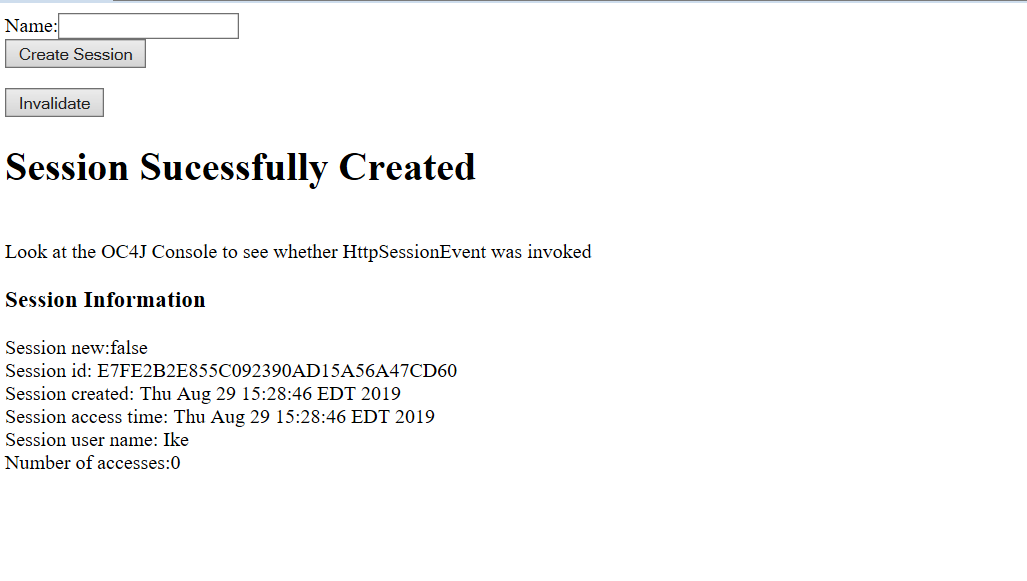 Name:
Create Session
Invalidate
Session Sucessfully Created
Look at the OC4J Console to see whether HttpSessionEvent was invoked
Session Information
Session new:false
Session id: E7FE2B2E855C092390AD15A56A47CD60
Session created: Thu Aug 29 15:28:46 EDT 2019
Session access time: Thu Aug 29 15:28:46 EDT 2019
Session user name: Ike
Number of accesses:0